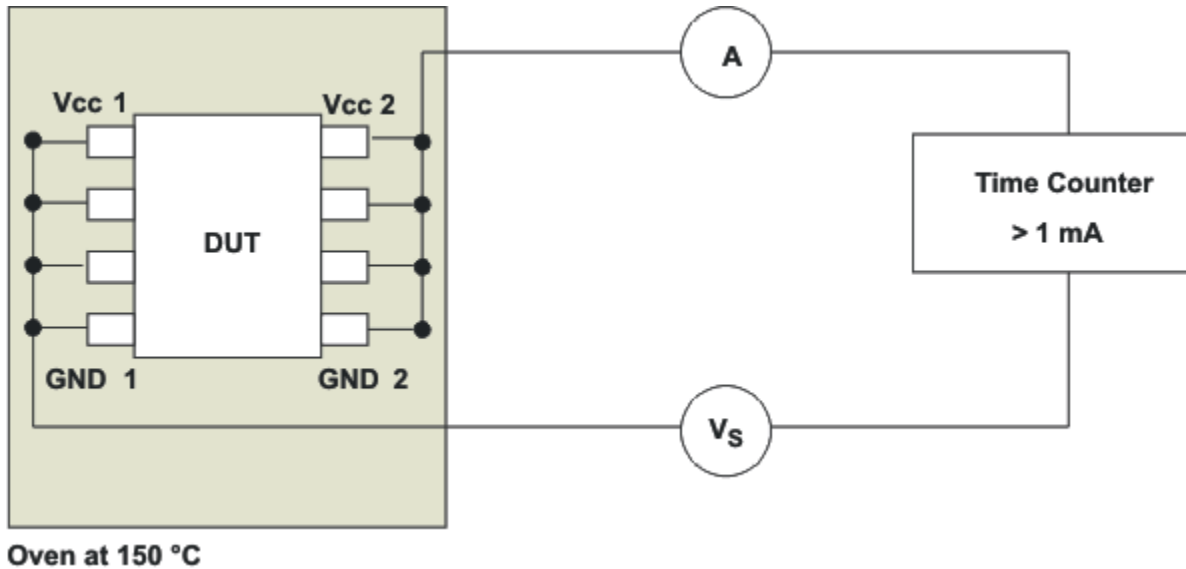 A
Vcc 1
Vcc 2
Time Counter
> 1 mA
DUT
GND 1
GND 2
VS
Oven at 150 °C